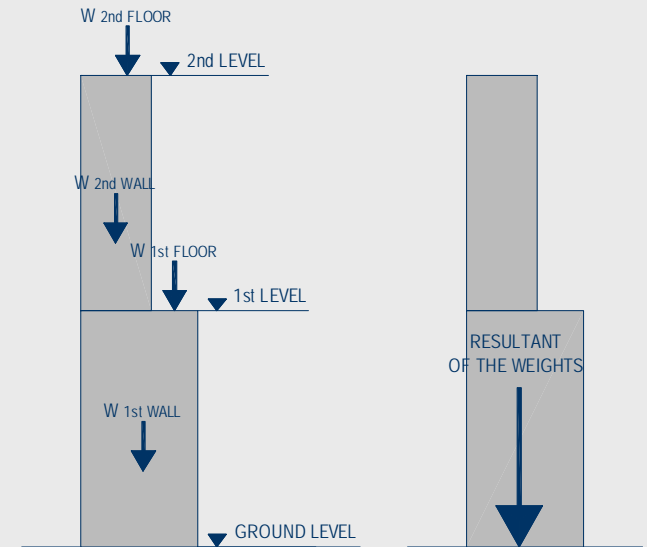 W 2nd FLOOR
2nd LEVEL
W 2nd WALL
W 1st FLOOR
1st LEVEL
W 1st WALL
GROUND LEVEL
RESULTANT
OF THE WEIGHTS